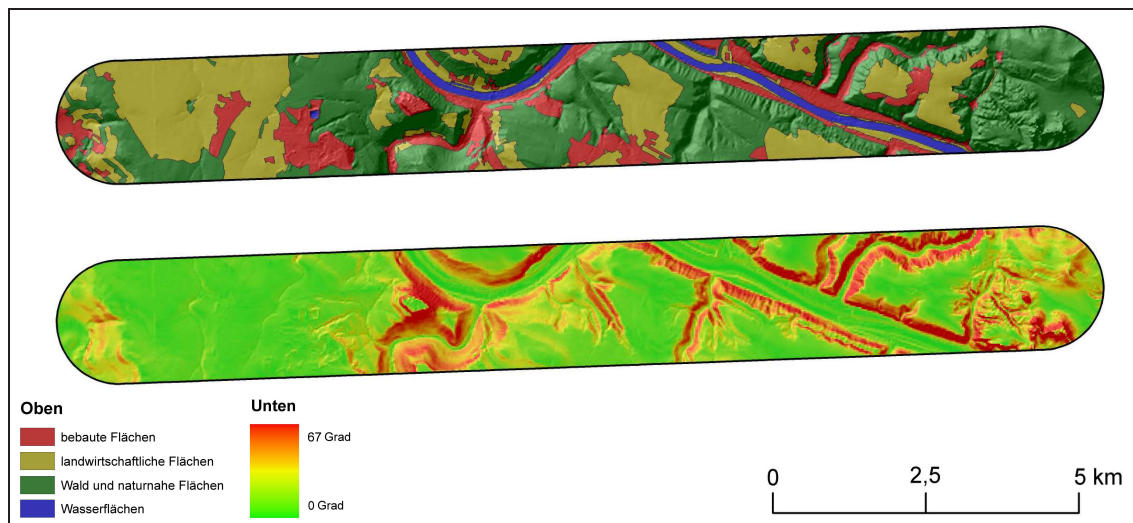 Oben
bebaute Flächen
landwirtschaftliche Flächen
Wald und naturnahe Flächen
Wasserflächen
Unten
67 Grad
0 Grad
0 2,5 5 km